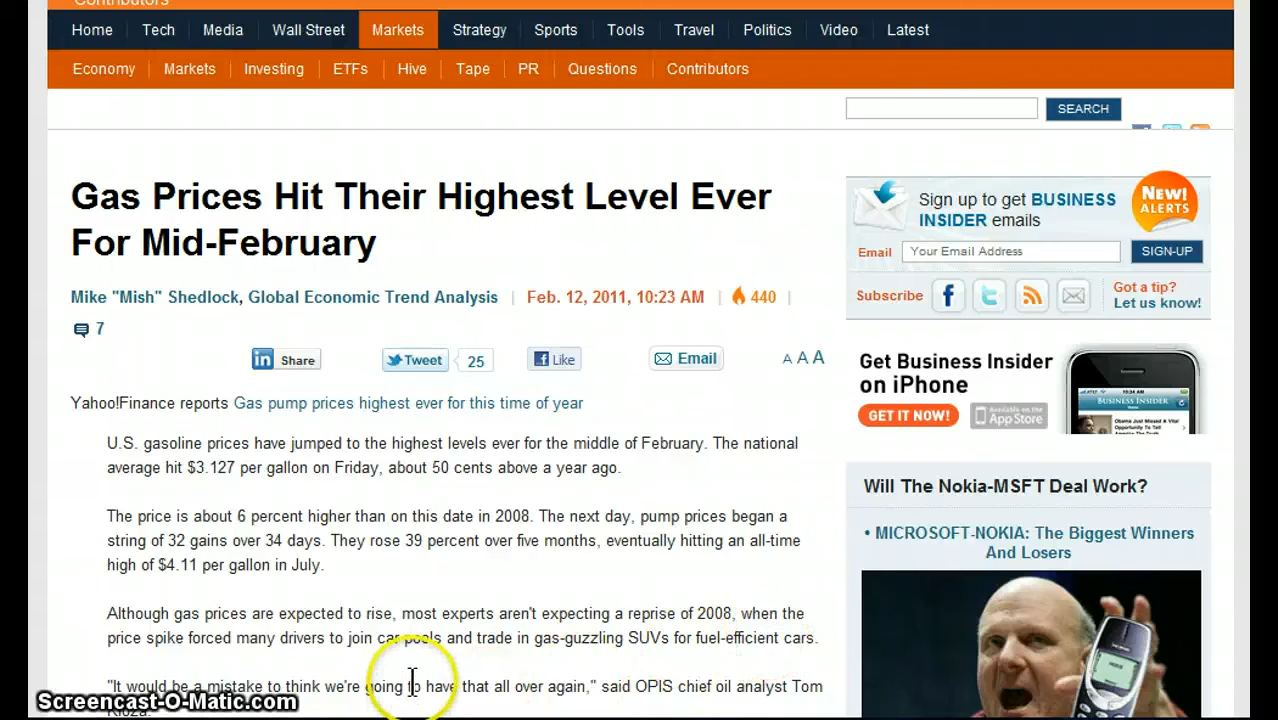 Contributors
Home Tech Media Wall Street Markets Strategy Sports Tools Travel Politics Video Latest
Economy Markets Investing ETFs Hive Tape PR Questions Contributors
SEARCH
Gas Prices Hit Their Highest Level Ever
For Mid-February
Mike "Mish" Shedlock, Global Economic Trend Analysis | Feb. 12, 2011, 10:23 AM | 440 |
7
in Share Tweet 25 f Like Email A A A
Yahoo!Finance reports Gas pump prices highest ever for this time of year
U.S. gasoline prices have jumped to the highest levels ever for the middle of February. The national
average hit $3.127 per gallon on Friday, about 50 cents above a year ago.
The price is about 6 percent higher than on this date in 2008. The next day, pump prices began a
string of 32 gains over 34 days. They rose 39 percent over five months, eventually hitting an all-time
high of $4.11 per gallon in July.
Although gas prices are expected to rise, most experts aren't expecting a reprise of 2008, when the
price spike forced many drivers to join car pools and trade in gas-guzzling SUVs for fuel-efficient cars.
"It would be a mistake to think we're going to have that all over again," said OPIS chief oil analyst Tom
Kloza.
Sign up to get BUSINESS
INSIDER emails
NEW!
ALERTS
Email Your Email Address SIGN-UP
Subscribe f t
Got a tip?
Let us know!
Get Business Insider
on iPhone
GET IT NOW! Available on the App Store
BUSINESS INSIDER
Will The Nokia-MSFT Deal Work?
• MICROSOFT-NOKIA: The Biggest Winners
And Losers
Screencast-O-Matic.com